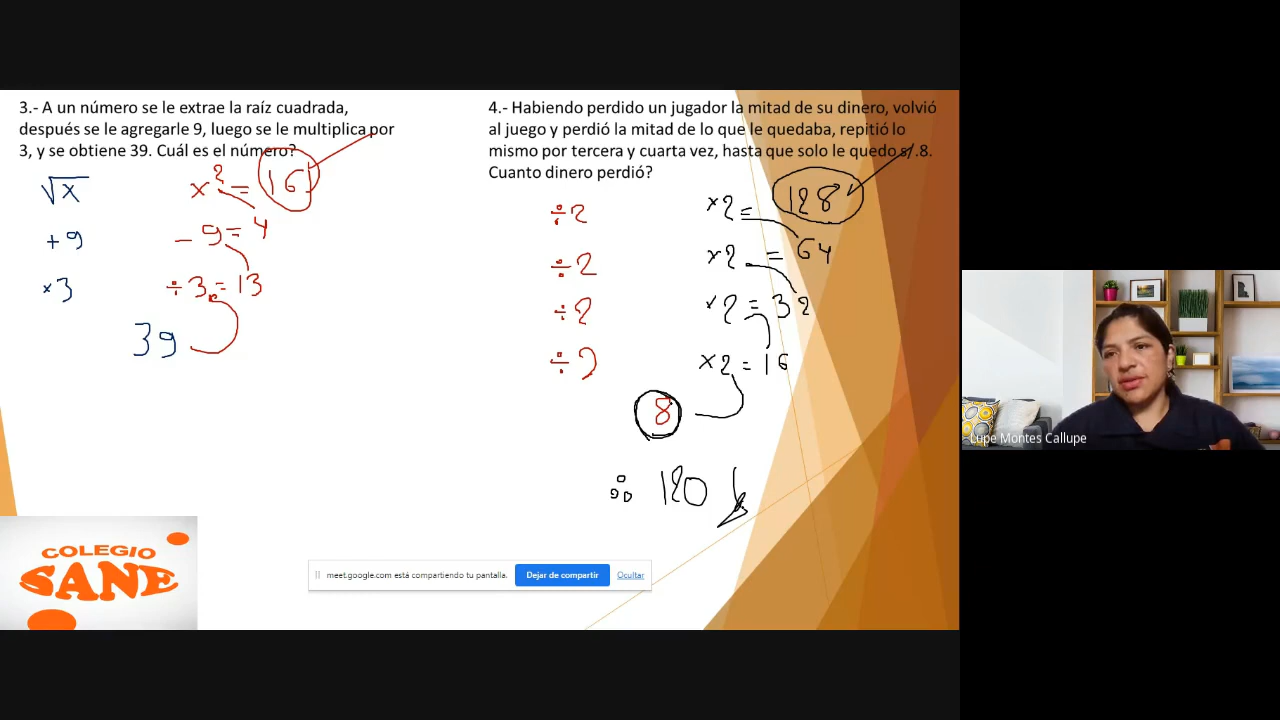 3.- A un número se le extrae la raíz cuadrada,
después se le agregarle 9, luego se le multiplica por
3, y se obtiene 39. Cuál es el número?
√x
x² = 16
+9
- 9 = 4
×3
÷ 3 = 13
39
4.- Habiendo perdido un jugador la mitad de su dinero, volvió
al juego y perdió la mitad de lo que le quedaba, repitió lo
mismo por tercera y cuarta vez, hasta que solo le quedo s/.8.
Cuanto dinero perdió?
÷2
×2 = 128
÷2
×2 = 64
÷2
×2 = 32
÷2
×2 = 16
8
∴ 120
COLEGIO
SANE
meet.google.com está compartiendo tu pantalla.
Dejar de compartir
Ocultar
Lupe Montes Callupe